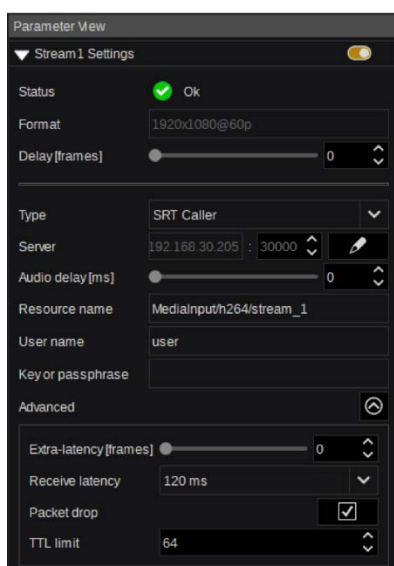 Parameter View
Stream1 Settings
Status Ok
Format 1920x1080@60p
Delay[frames] 0
Type SRT Caller
Server 192.168.30.205 : 30000
Audio delay[ms] 0
Resource name MediaInput/h264/stream_1
User name user
Key or passphrase
Advanced
Extra-latency[frames] 0
Receive latency 120 ms
Packet drop
TTL limit 64